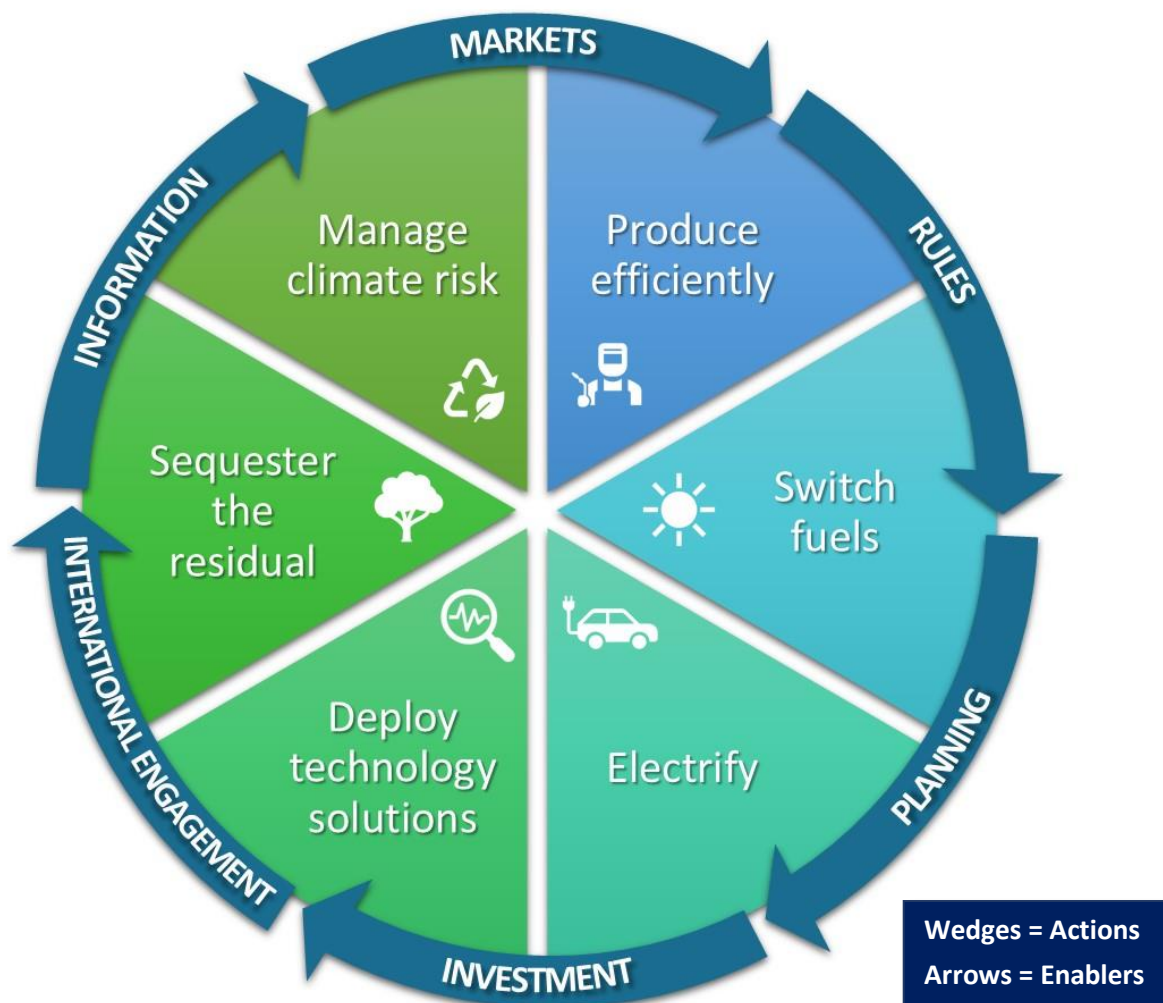 MARKETS
RULES
PLANNING
INVESTMENT
INTERNATIONAL ENGAGEMENT
INFORMATION
Manage
climate risk
Produce
efficiently
Switch
fuels
Electrify
Deploy
technology
solutions
Sequester
the
residual
Wedges = Actions
Arrows = Enablers